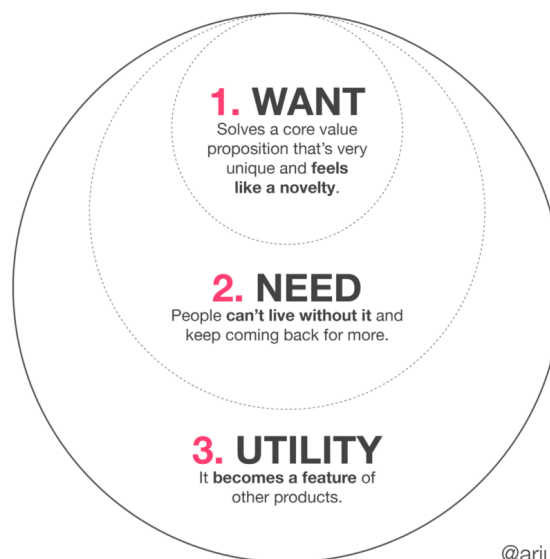 1. WANT
Solves a core value
proposition that's very
unique and feels
like a novelty.
2. NEED
People can't live without it and
keep coming back for more.
3. UTILITY
It becomes a feature of
other products.